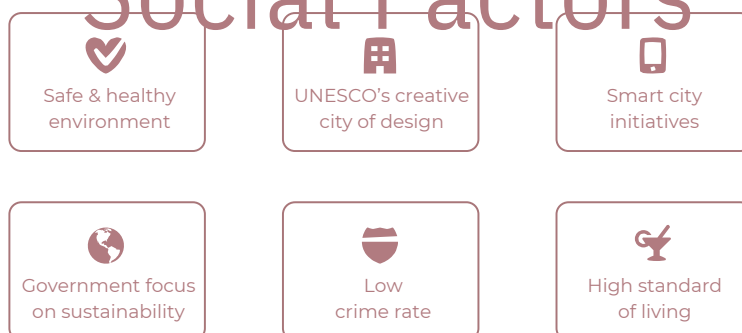 Social Factors
Safe & healthy
environment
UNESCO's creative
city of design
Smart city
initiatives
Government focus
on sustainability
Low
crime rate
High standard
of living